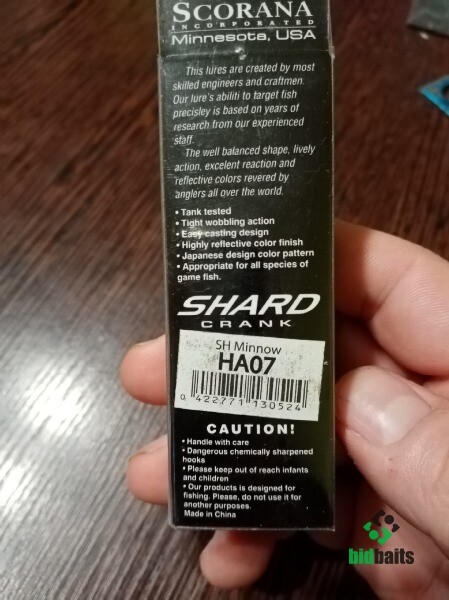 SCORANA
INCORPORATED
Minnesota, USA
This lures are created by most
skilled engineers and craftmen.
Our lure's abiliti to target fish
precisley is based on years of
research from our experienced
staff.
The well balanced shape, lively
action, excelent reaction and
reflective colors revered by
anglers all over the world.
• Tank tested
• Tight wobbling action
• Easy casting design
• Highly reflective color finish
• Japanese design color pattern
• Appropriate for all species of
game fish.
SHARD
CRANK
SH Minnow
HA07
0 422771 130524
CAUTION!
• Handle with care
• Dangerous chemically sharpened
hooks
• Please keep out of reach infants
and children
• Our products is designed for
fishing. Please, do not use it for
another purposes.
Made in China
bidbaits